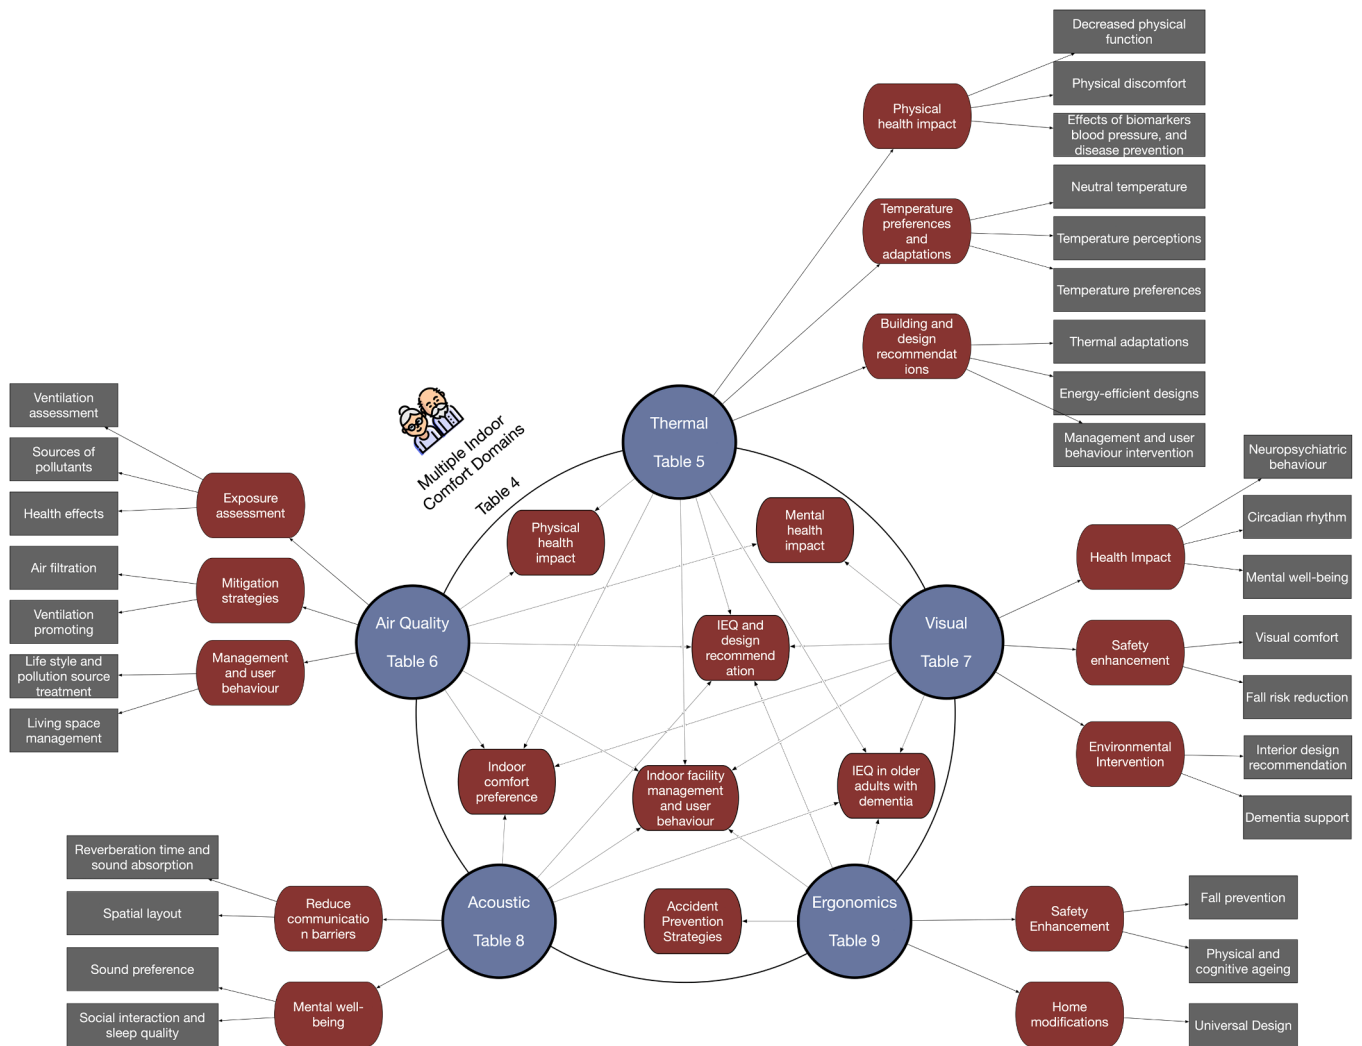 Decreased physical
function
Physical discomfort
Effects of biomarkers
blood pressure, and
disease prevention
Physical
health impact
Neutral temperature
Temperature perceptions
Temperature preferences
Temperature
preferences
and
adaptations
Thermal adaptations
Energy-efficient designs
Management and user
behaviour intervention
Building and
design
recommendat
ions
Thermal
Table 5
Multiple Indoor
Comfort Domains
Table 4
Ventilation
assessment
Sources of
pollutants
Health effects
Air filtration
Ventilation
promoting
Life style and
pollution source
treatment
Living space
management
Exposure
assessment
Mitigation
strategies
Management
and user
behaviour
Air Quality
Table 6
Physical
health
impact
Mental
health
impact
IEQ and
design
recommend
ation
Indoor
comfort
preference
Indoor facility
management
and user
behaviour
IEQ in older
adults with
dementia
Accident
Prevention
Strategies
Visual
Table 7
Health Impact
Safety
enhancement
Environmental
Intervention
Neuropsychiatric
behaviour
Circadian rhythm
Mental well-being
Visual comfort
Fall risk reduction
Interior design
recommendation
Dementia support
Reverberation time and
sound absorption
Spatial layout
Sound preference
Social interaction and
sleep quality
Reduce
communicatio
n barriers
Mental well-
being
Acoustic
Table 8
Ergonomics
Table 9
Safety
Enhancement
Home
modifications
Fall prevention
Physical and
cognitive ageing
Universal Design